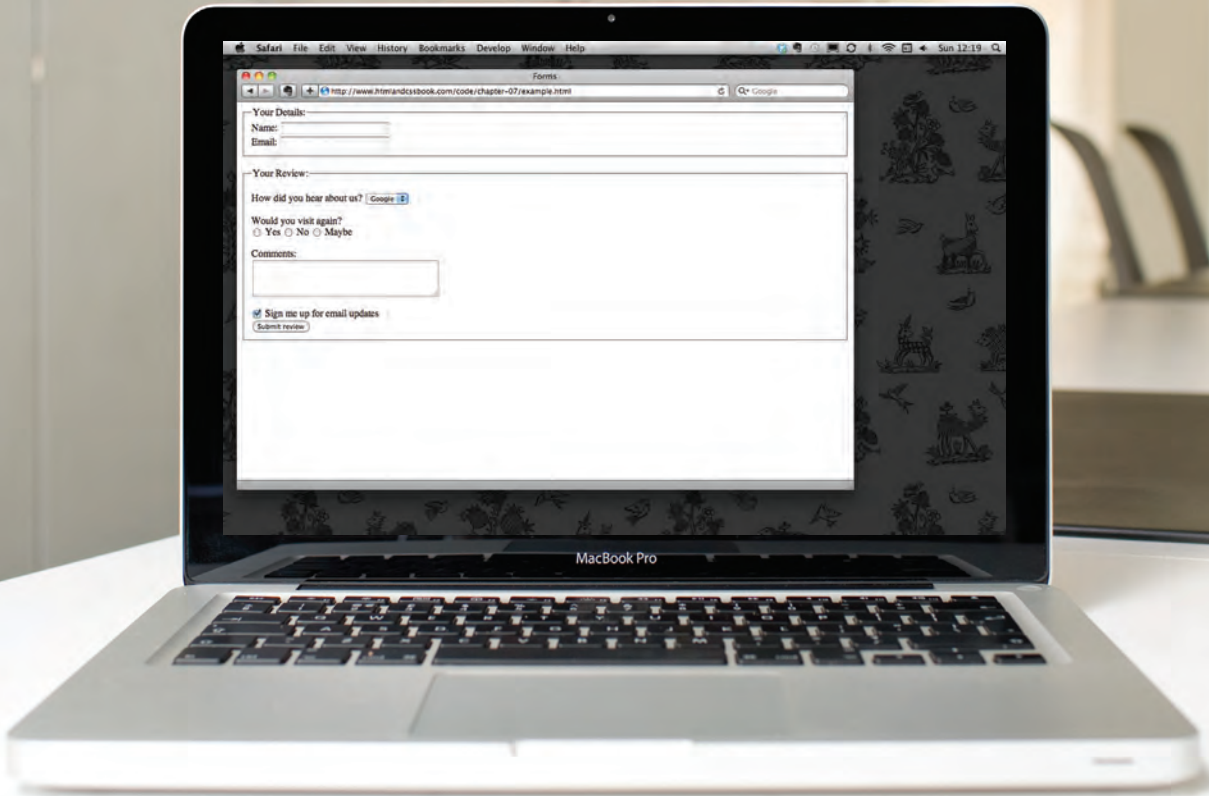 Safari File Edit View History Bookmarks Develop Window Help Sun 12:19
Forms
http://www.htmlandcssbook.com/code/chapter-07/example.html Google
Your Details:
Name:
Email:
Your Review:
How did you hear about us? Google
Would you visit again?
Yes No Maybe
Comments:
Sign me up for email updates
Submit review
MacBook Pro